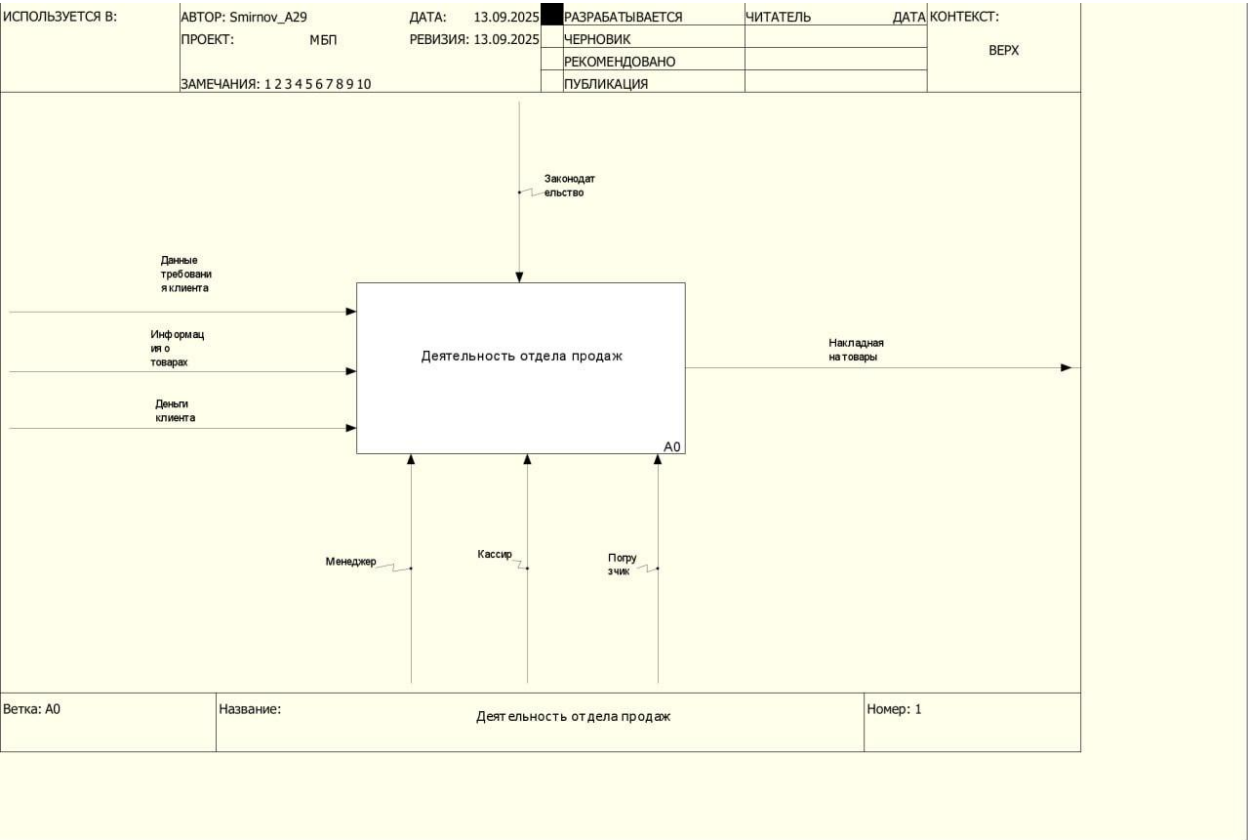 ИСПОЛЬЗУЕТСЯ В:
АВТОР: Smirnov_A29
ДАТА: 13.09.2025
РАЗРАБАТЫВАЕТСЯ
ЧИТАТЕЛЬ
ДАТА
КОНТЕКСТ:
ПРОЕКТ: МБП
РЕВИЗИЯ: 13.09.2025
ЧЕРНОВИК
ВЕРХ
РЕКОМЕНДОВАНО
ЗАМЕЧАНИЯ: 1 2 3 4 5 6 7 8 9 10
ПУБЛИКАЦИЯ
Законодат
ельство
Данные
требовани
я клиента
Информац
ия о
товарах
Деньги
клиента
Деятельность отдела продаж
A0
Накладная
на товары
Менеджер
Кассир
Погру
зчик
Ветка: A0
Название:
Деятельность отдела продаж
Номер: 1